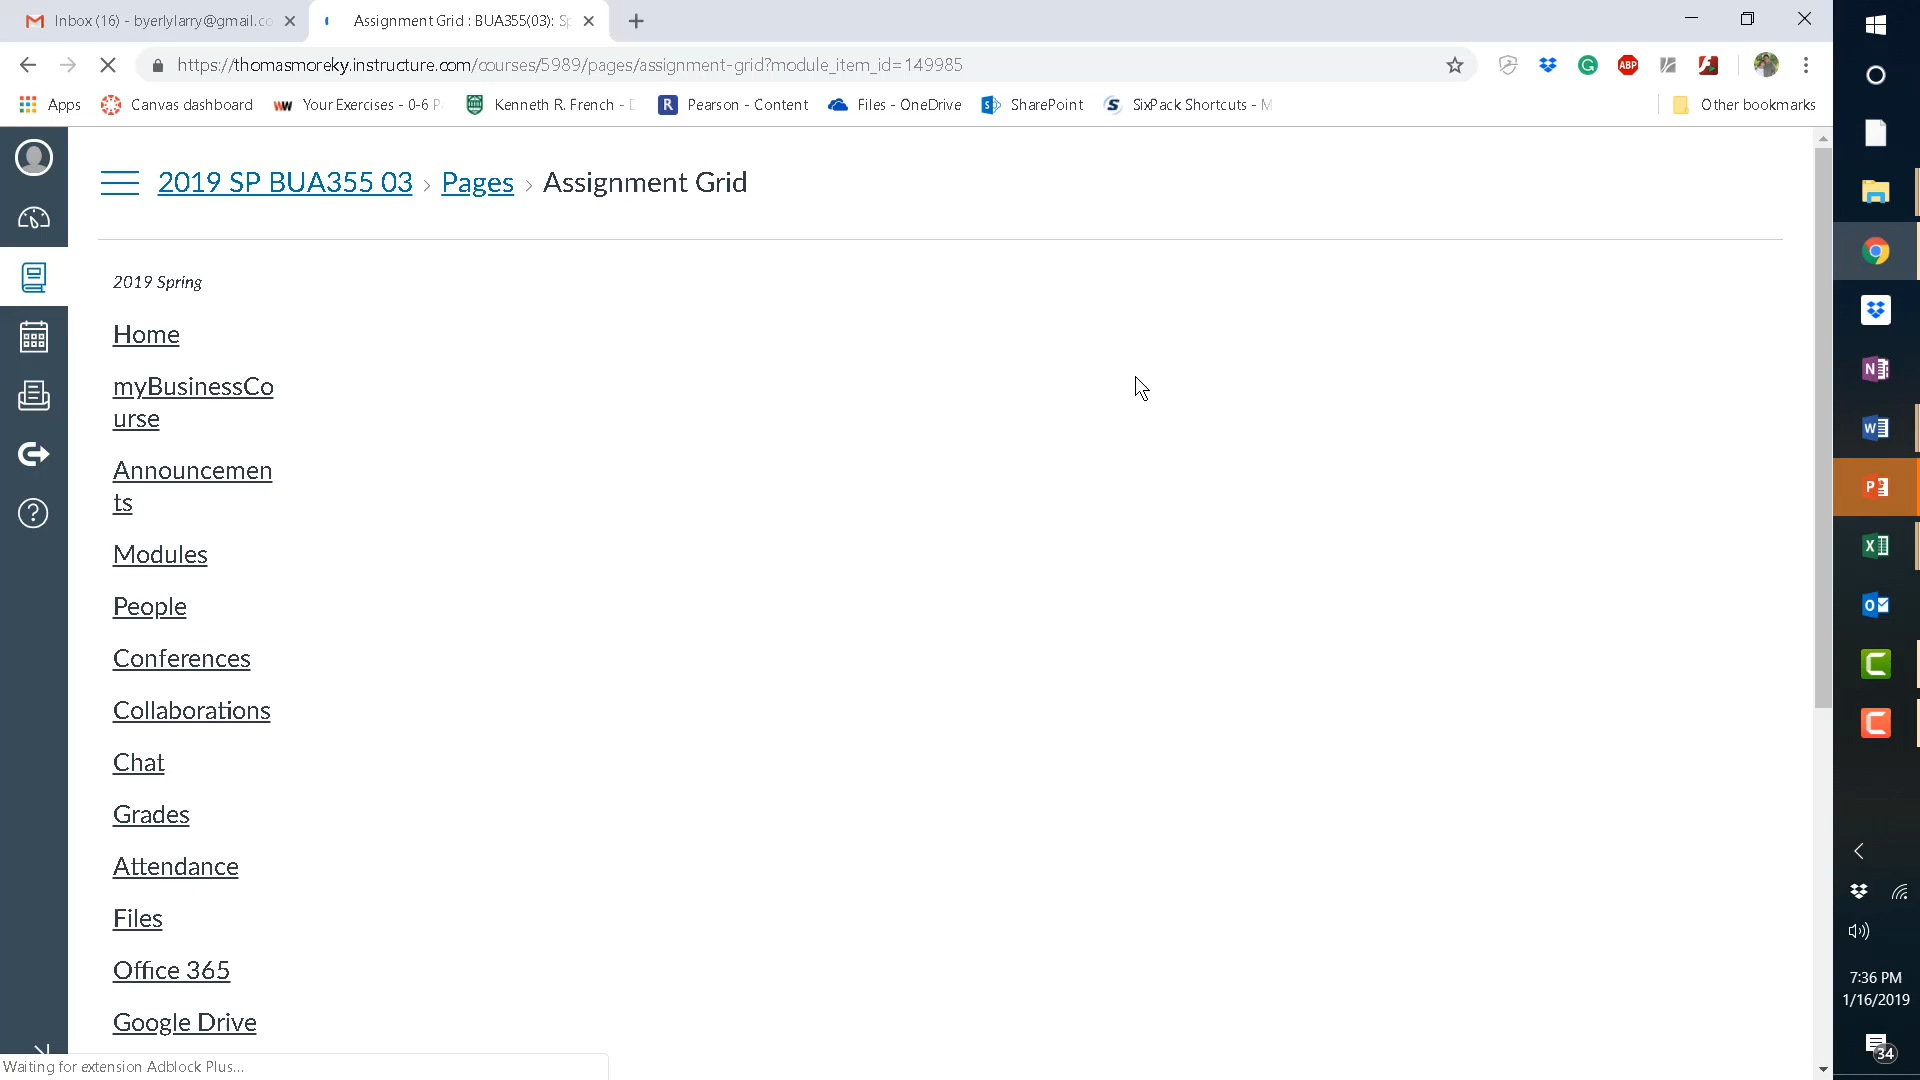 Inbox (16) - byerlylarry@gmail.co
Assignment Grid : BUA355(03): Sp
https://thomasmoreky.instructure.com/courses/5989/pages/assignment-grid?module_item_id=149985
ABP
Apps
Canvas dashboard
WW
Your Exercises - 0-6 P
Kenneth R. French - D
R
Pearson - Content
Files - OneDrive
SharePoint
SixPack Shortcuts - M
Other bookmarks
2019 SP BUA355 03 › Pages › Assignment Grid
2019 Spring
Home
myBusinessCo
urse
Announcemen
ts
Modules
People
Conferences
Collaborations
Chat
Grades
Attendance
Files
Office 365
Google Drive
Waiting for extension Adblock Plus...
7:36 PM
1/16/2019
34